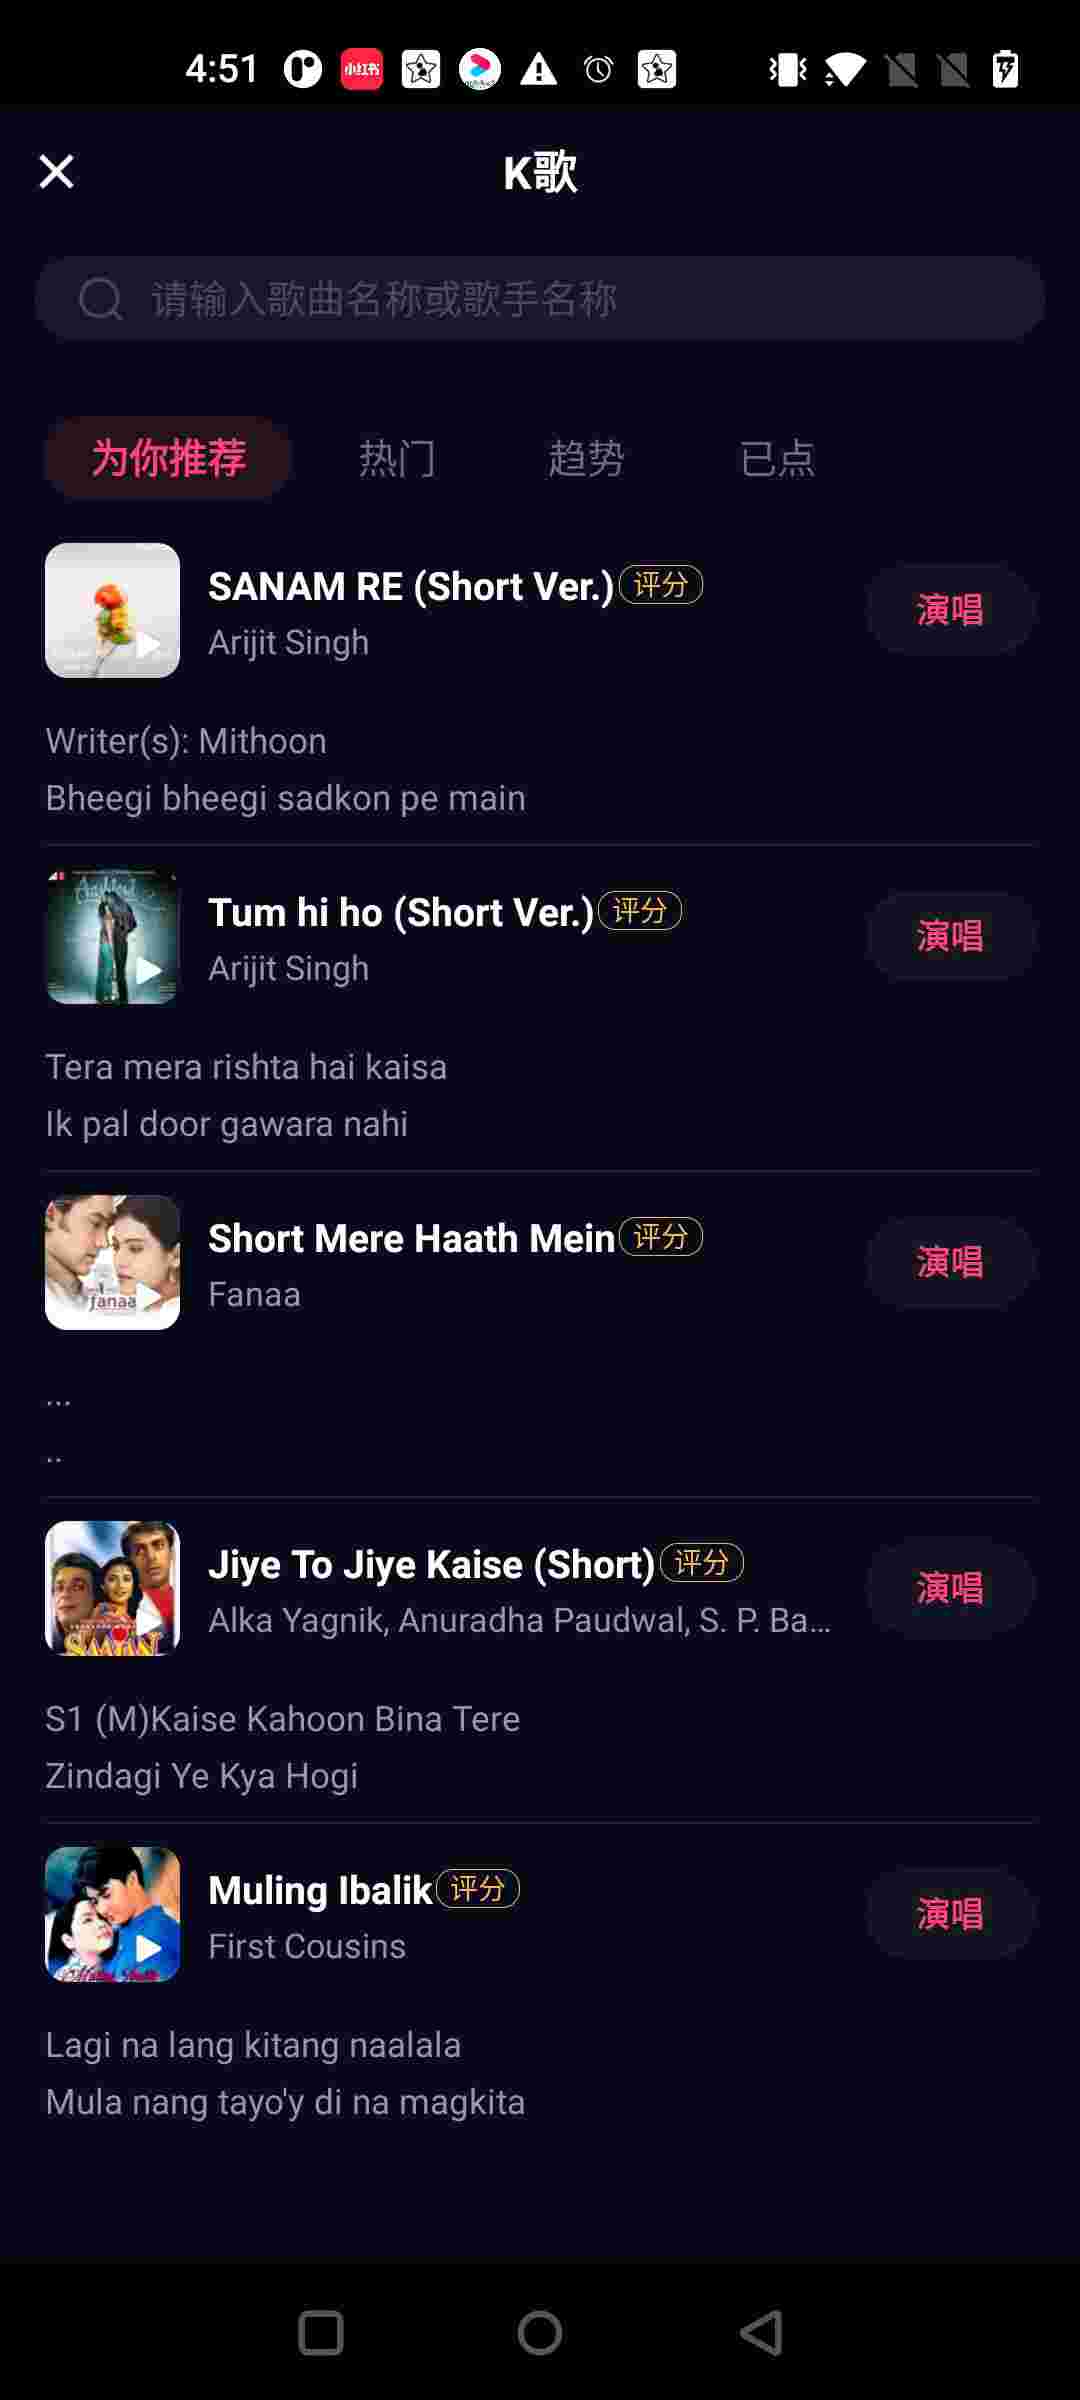 4:51
小红书
K歌
请输入歌曲名称或歌手名称
为你推荐 热门 趋势 已点
SANAM RE (Short Ver.) 评分
Arijit Singh
演唱
Writer(s): Mithoon
Bheegi bheegi sadkon pe main
Tum hi ho (Short Ver.) 评分
Arijit Singh
演唱
Tera mera rishta hai kaisa
Ik pal door gawara nahi
fanaa
Short Mere Haath Mein 评分
Fanaa
演唱
...
..
Jiye To Jiye Kaise (Short) 评分
Alka Yagnik, Anuradha Paudwal, S. P. Ba...
演唱
S1 (M)Kaise Kahoon Bina Tere
Zindagi Ye Kya Hogi
Muling Ibalik 评分
First Cousins
演唱
Lagi na lang kitang naalala
Mula nang tayo'y di na magkita